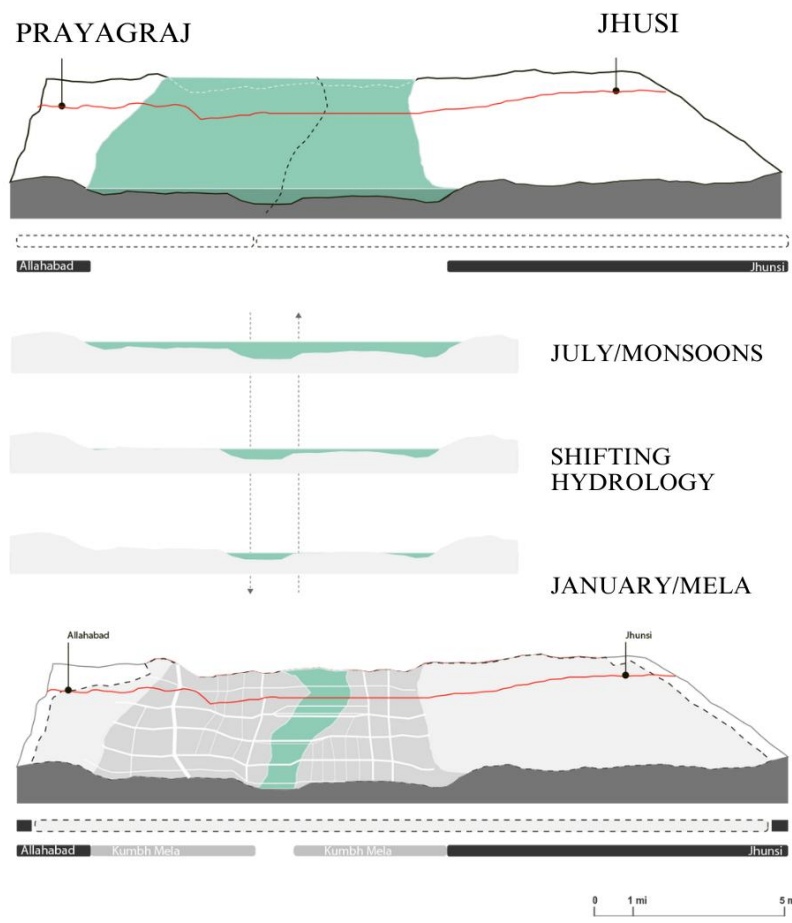 PRAYAGRAJ
JHUSI
Allahabad
Jhunsi
JULY/MONSOONS
SHIFTING
HYDROLOGY
JANUARY/MELA
Allahabad
Jhunsi
Allahabad
Kumbh Mela
Kumbh Mela
Jhunsi
0
1 mi
5 m